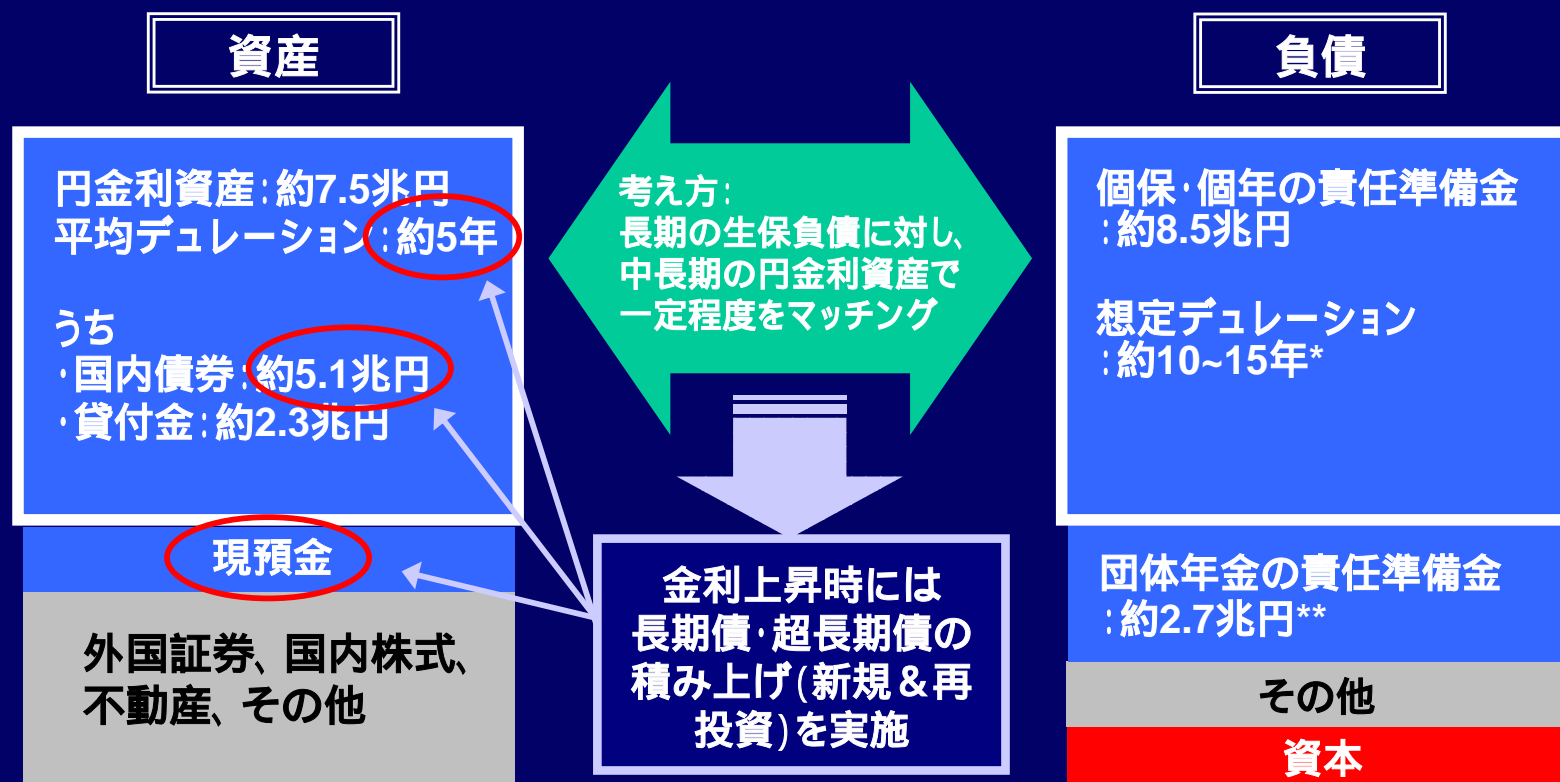 資産
円金利資産:約7.5兆円
平均デュレーション:約5年
うち
・国内債券:約5.1兆円
・貸付金:約2.3兆円
現預金
外国証券、国内株式、
不動産、その他
考え方:
長期の生保負債に対し、
中長期の円金利資産で
一定程度をマッチング
金利上昇時には
長期債・超長期債の
積み上げ(新規&再
投資)を実施
負債
個保・個年の責任準備金
:約8.5兆円
想定デュレーション
:約10~15年*
団体年金の責任準備金
:約2.7兆円**
その他
資本